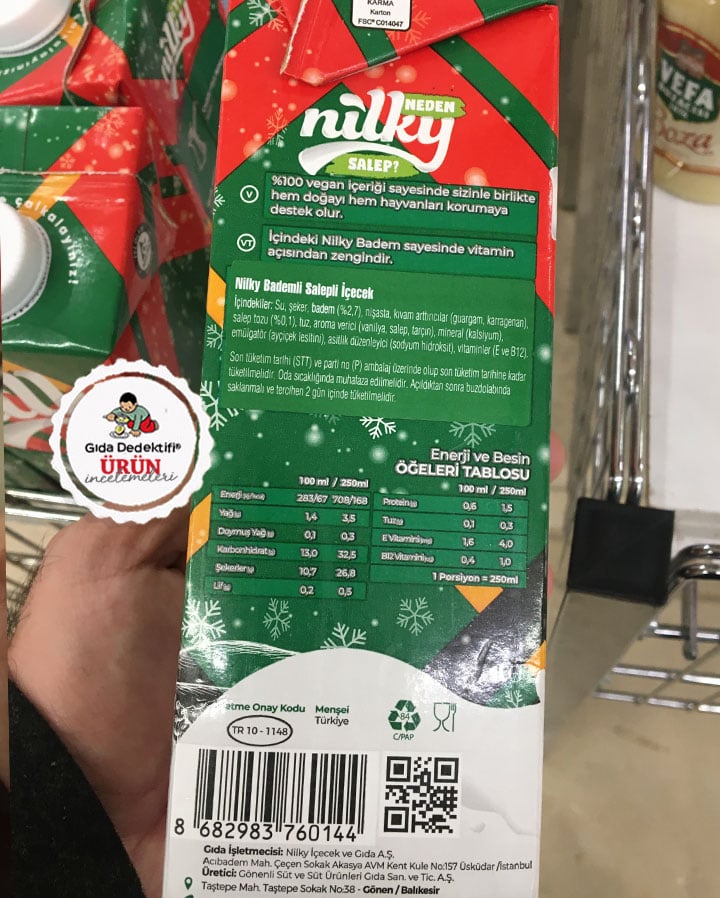 KARMA
Karton
FSC® C014047
NEDEN
nilky
SALEP?
V
%100 vegan içeriği sayesinde sizinle birlikte
hem doğayı hem hayvanları korumaya
destek olur.
VT
İçindeki Nilky Badem sayesinde vitamin
açısından zengindir.
Nilky Bademli Salepli İçecek
İçindekiler: Su, şeker, badem (%2,7), nişasta, kıvam arttırıcılar (guargam, karragenan),
salep tozu (%0,1), tuz, aroma verici (vanilya, salep, tarçın), mineral (kalsiyum),
emülgatör (ayçiçek lesitini), asitlik düzenleyici (sodyum hidroksit), vitaminler (E ve B12).
Son tüketim tarihi (STT) ve parti no (P) ambalaj üzerinde olup son tüketim tarihine kadar
tüketilmelidir. Oda sıcaklığında muhafaza edilmelidir. Açıldıktan sonra buzdolabında
saklanmalı ve tercihen 2 gün içinde tüketilmelidir.
Enerji ve Besin
ÖĞELERİ TABLOSU
100 ml / 250ml
Enerji 283/67 708/168
Yağ 1,4 3,5
Doymuş Yağ 0,1 0,3
Karbonhidrat 13,0 32,5
Şekerler 10,7 26,8
Lif 0,2 0,5
100 ml / 250ml
Protein 0,6 1,5
Tuz 0,1 0,3
E Vitamini 1,6 4,0
B12 Vitamini 0,4 1,0
1 Porsiyon = 250ml
etme Onay Kodu
TR 10 - 1148
Menşei
Türkiye
84
C/PAP
8 682983 760144
Gıda İşletmecisi: Nilky İçecek ve Gıda A.Ş.
Acıbadem Mah. Çeçen Sokak Akasya AVM Kent Kule No:157 Üsküdar /İstanbul
Üretici: Gönenli Süt ve Süt Ürünleri Gıda San. ve Tic. A.Ş.
Taştepe Mah. Taştepe Sokak No:38 - Gönen / Balıkesir
Gıda Dedektifi®
ÜRÜN
incelemeleri
nilky
çalkalayınız!
VEFA
Boza